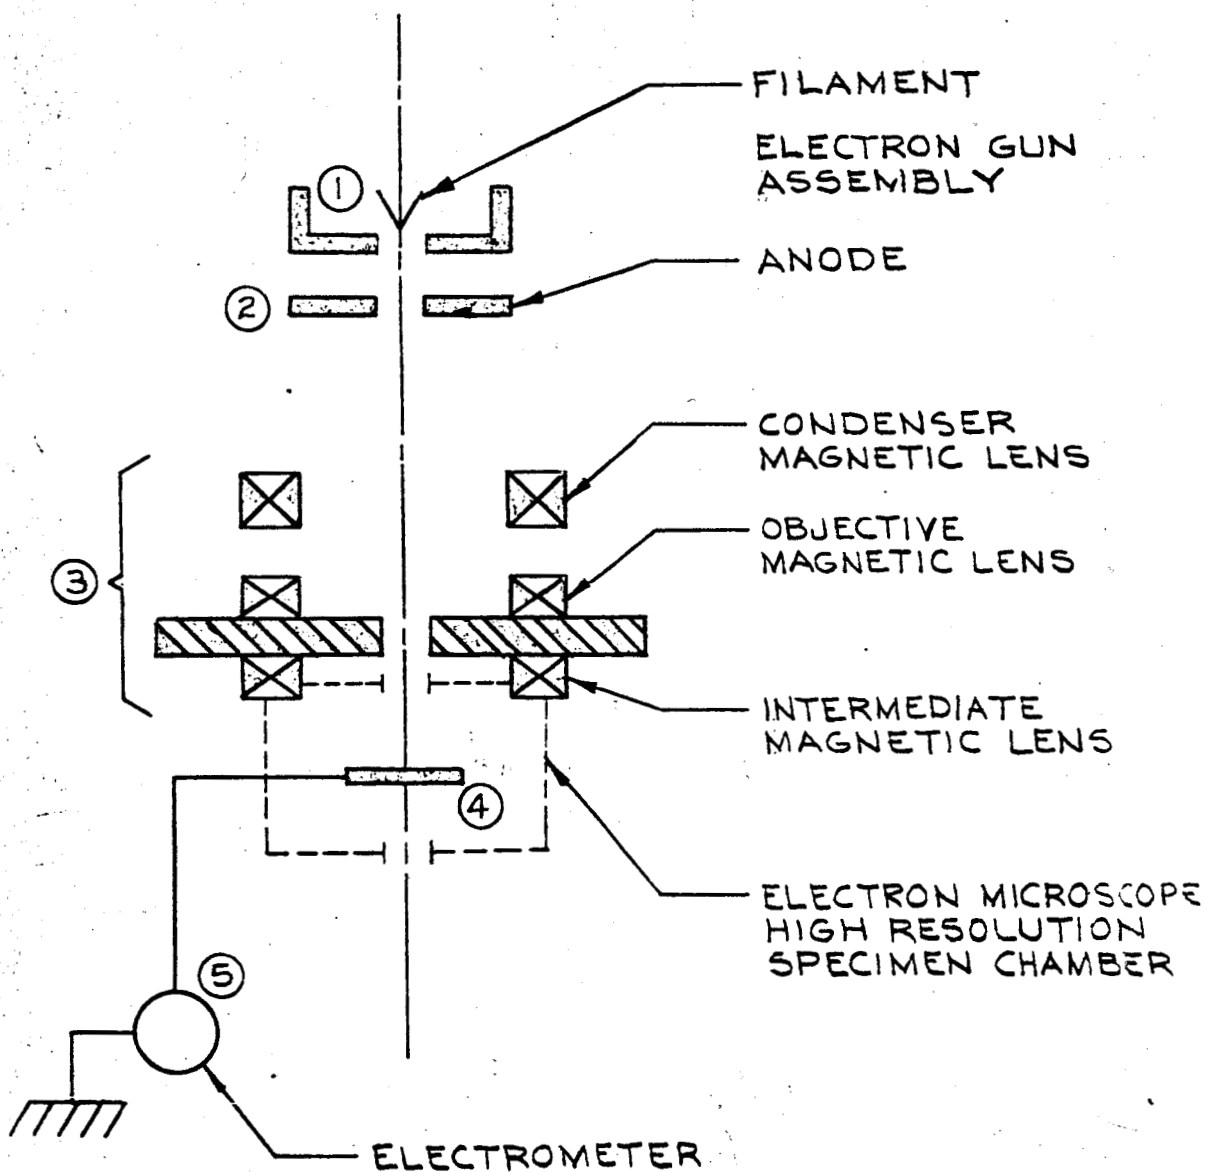 FILAMENT
ELECTRON GUN
ASSEMBLY
1
ANODE
2
CONDENSER
MAGNETIC LENS
OBJECTIVE
MAGNETIC LENS
3
INTERMEDIATE
MAGNETIC LENS
4
ELECTRON MICROSCOPE
HIGH RESOLUTION
SPECIMEN CHAMBER
5
ELECTROMETER